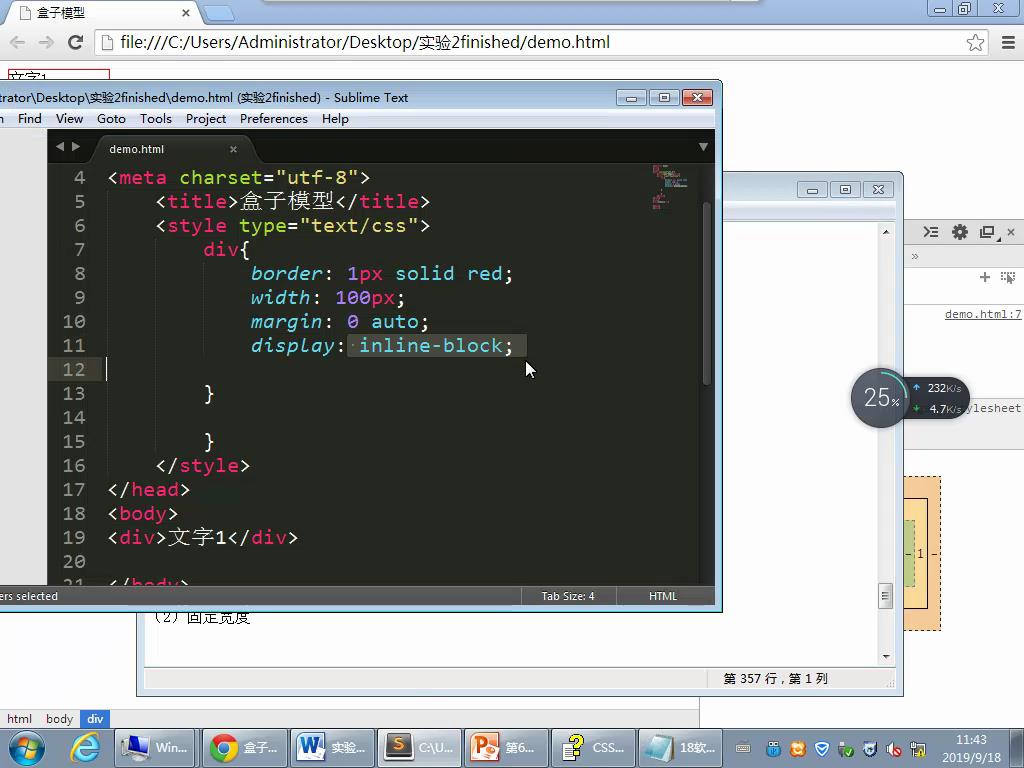 盒子模型
file:///C:/Users/Administrator/Desktop/实验2finished/demo.html
文字1
trator\Desktop\实验2finished\demo.html (实验2finished) - Sublime Text
Find View Goto Tools Project Preferences Help
demo.html
4 <meta charset="utf-8">
5 <title>盒子模型</title>
6 <style type="text/css">
7 div{
8 border: 1px solid red;
9 width: 100px;
10 margin: 0 auto;
11 display: inline-block;
12
13 }
14
15 }
16 </style>
17 </head>
18 <body>
19 <div>文字1</div>
20
21 </body>
ers selected
Tab Size: 4
HTML
»
demo.html:7
25%
232K/s
4.7K/s
ylesheet
– 1 –
(2) 固定宽度
第 357 行，第 1 列
html body div
Win...
盒子...
实验...
C:\U...
第6...
CSS...
18软...
11:43
2019/9/18